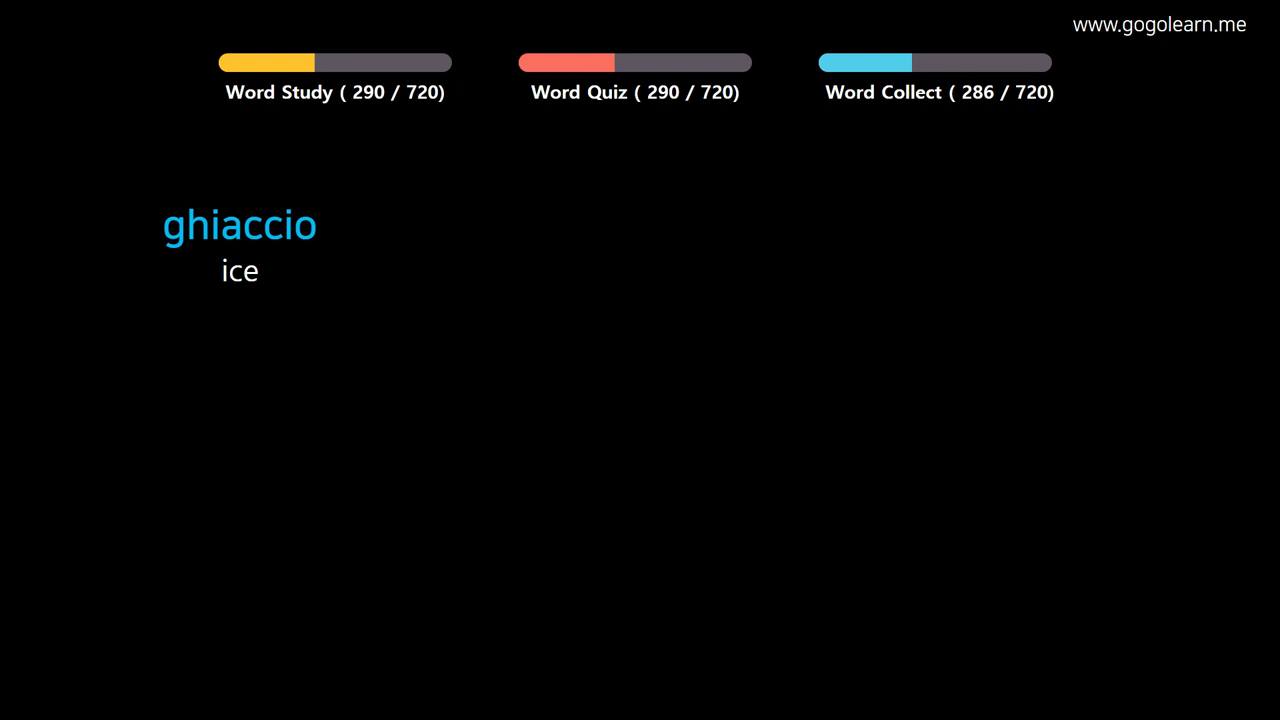 www.gogolearn.me
Word Study ( 290 / 720)
Word Quiz ( 290 / 720)
Word Collect ( 286 / 720)
ghiaccio
ice